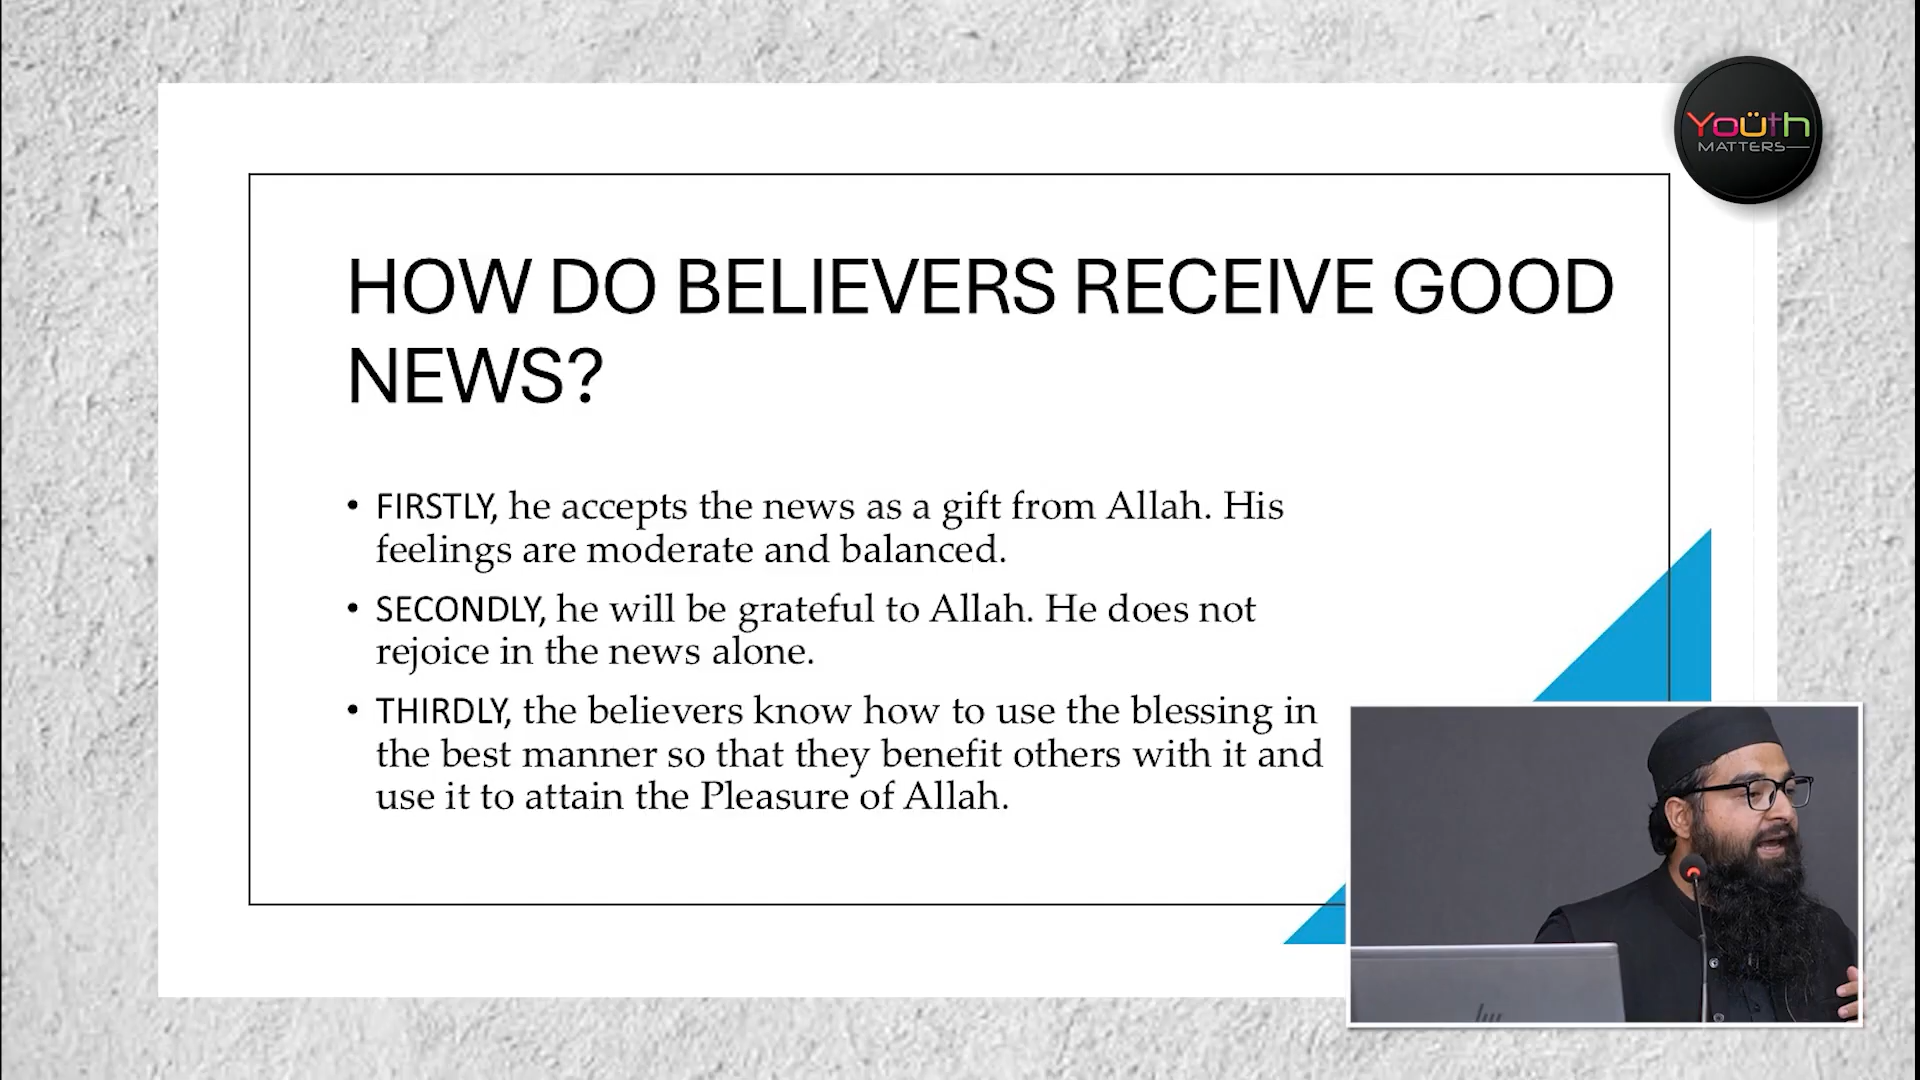 Yoüth
MATTERS
HOW DO BELIEVERS RECEIVE GOOD
NEWS?
• FIRSTLY, he accepts the news as a gift from Allah. His
feelings are moderate and balanced.
• SECONDLY, he will be grateful to Allah. He does not
rejoice in the news alone.
• THIRDLY, the believers know how to use the blessing in
the best manner so that they benefit others with it and
use it to attain the Pleasure of Allah.
hp